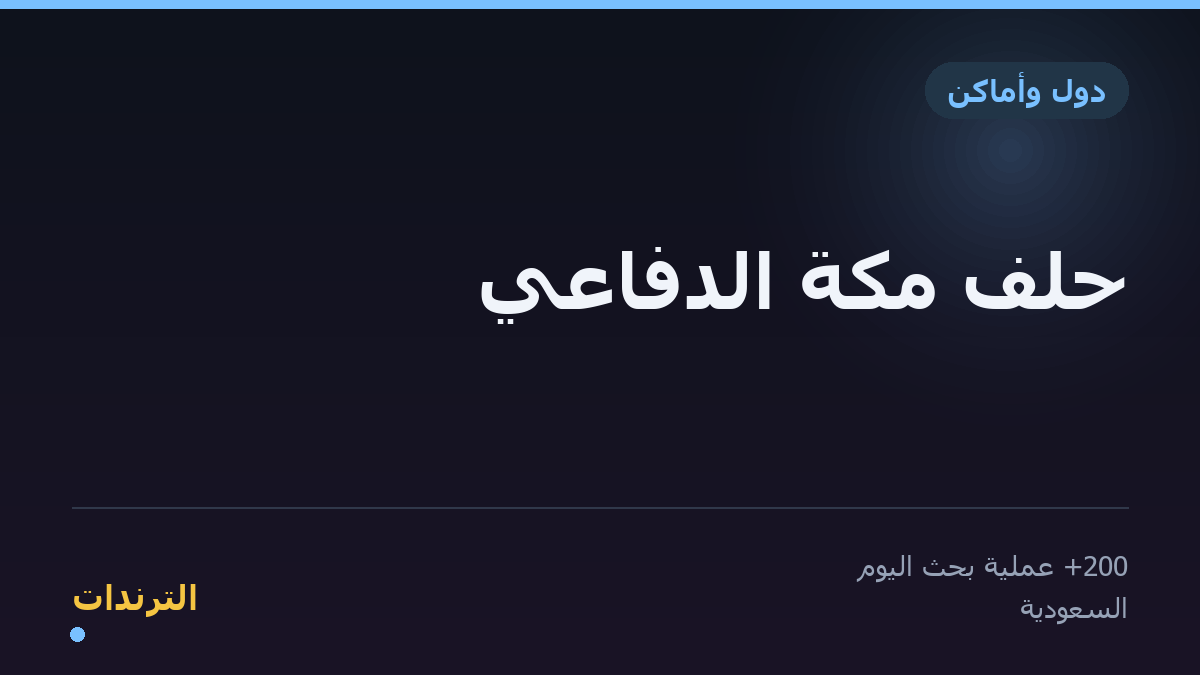 دول وأماكن
حلف مكة الدفاعي
200+ عملية بحث اليوم
السعودية
الترندات